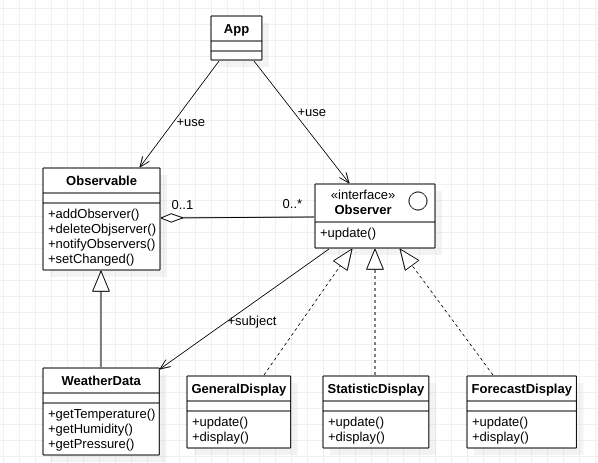 App
+use
+use
Observable
+addObserver()
+deleteObjserver()
+notifyObservers()
+setChanged()
0..1
0..*
«interface»
Observer
+update()
+subject
WeatherData
+getTemperature()
+getHumidity()
+getPressure()
GeneralDisplay
+update()
+display()
StatisticDisplay
+update()
+display()
ForecastDisplay
+update()
+display()